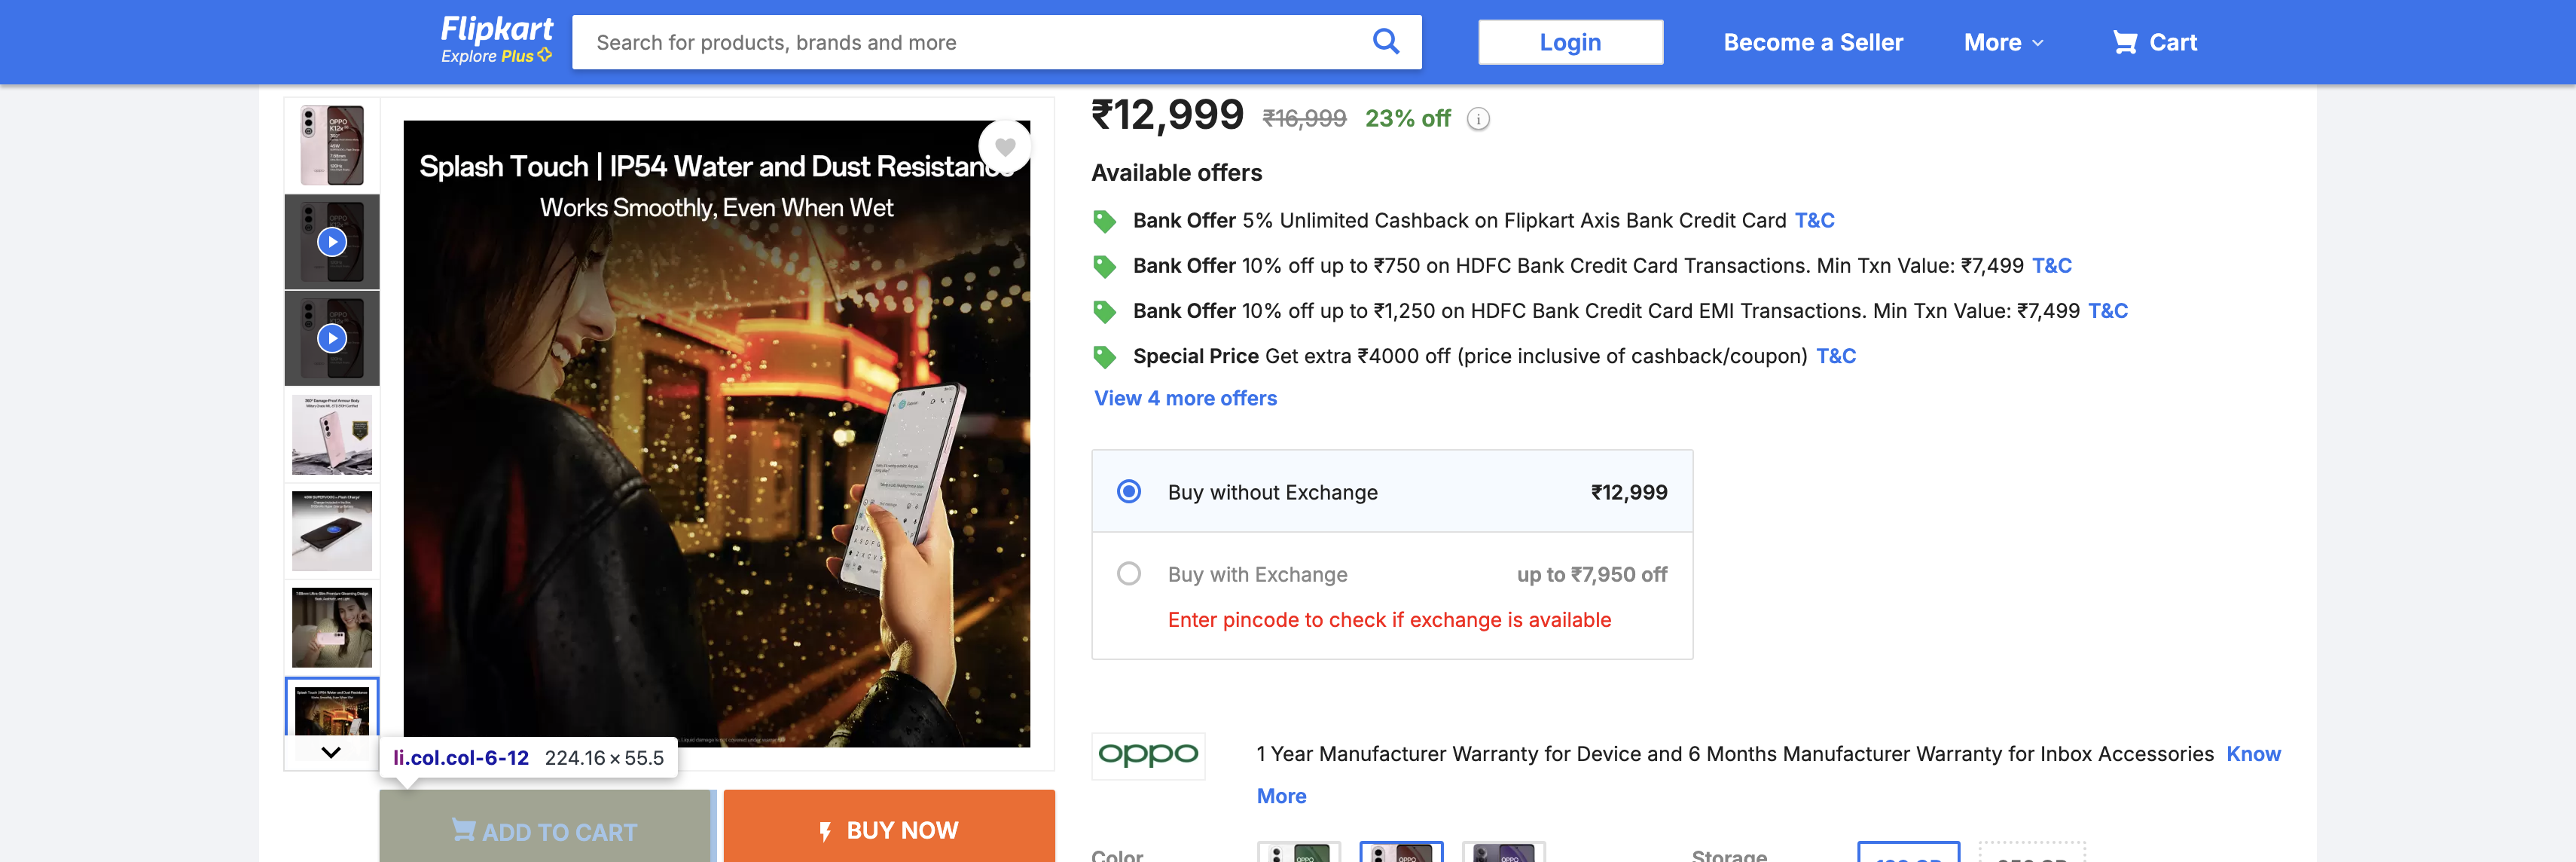 Flipkart
Explore Plus
Search for products, brands and more
Login
Become a Seller
More
Cart
Splash Touch | IP54 Water and Dust Resistance
Works Smoothly, Even When Wet
li.col.col-6-12 224.16 × 55.5
ADD TO CART
BUY NOW
₹12,999 ₹16,999 23% off i
Available offers
Bank Offer 5% Unlimited Cashback on Flipkart Axis Bank Credit Card T&C
Bank Offer 10% off up to ₹750 on HDFC Bank Credit Card Transactions. Min Txn Value: ₹7,499 T&C
Bank Offer 10% off up to ₹1,250 on HDFC Bank Credit Card EMI Transactions. Min Txn Value: ₹7,499 T&C
Special Price Get extra ₹4000 off (price inclusive of cashback/coupon) T&C
View 4 more offers
Buy without Exchange ₹12,999
Buy with Exchange up to ₹7,950 off
Enter pincode to check if exchange is available
oppo
1 Year Manufacturer Warranty for Device and 6 Months Manufacturer Warranty for Inbox Accessories Know
More
Color
Storage